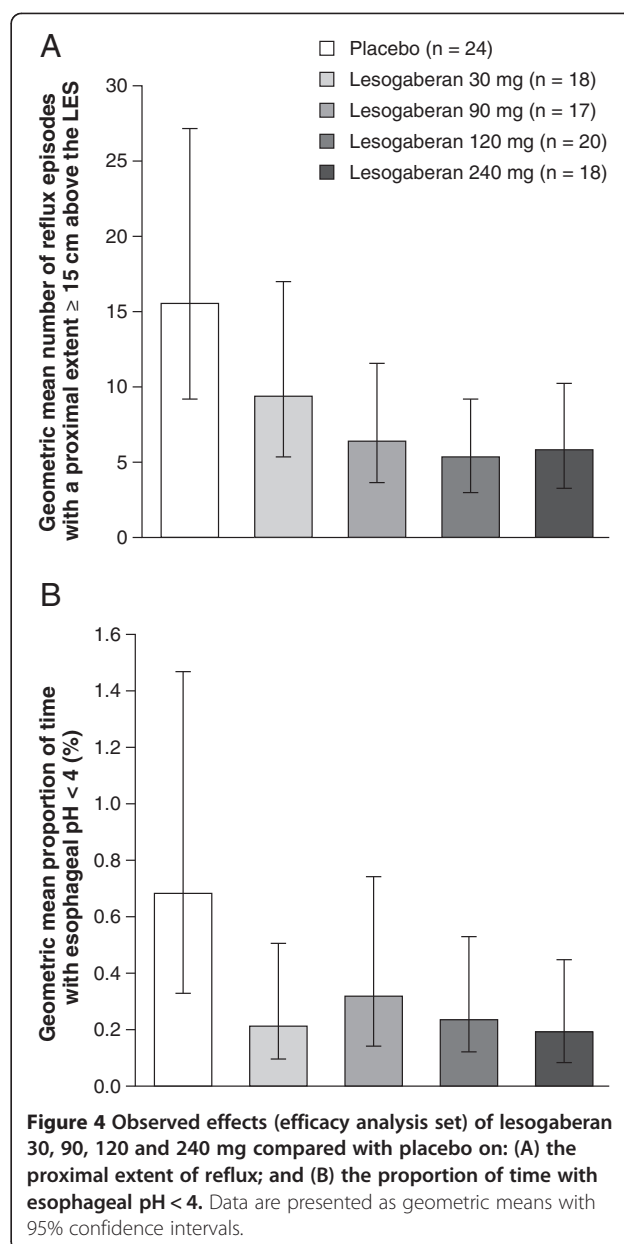 A
Placebo (n = 24)
Lesogaberan 30 mg (n = 18)
Lesogaberan 90 mg (n = 17)
Lesogaberan 120 mg (n = 20)
Lesogaberan 240 mg (n = 18)
Geometric mean number of reflux episodes
with a proximal extent ≥ 15 cm above the LES
30
25
20
15
10
5
0
B
Geometric mean proportion of time
with esophageal pH < 4 (%)
1.6
1.4
1.2
1.0
0.8
0.6
0.4
0.2
0.0
Figure 4 Observed effects (efficacy analysis set) of lesogaberan
30, 90, 120 and 240 mg compared with placebo on: (A) the
proximal extent of reflux; and (B) the proportion of time with
esophageal pH < 4. Data are presented as geometric means with
95% confidence intervals.